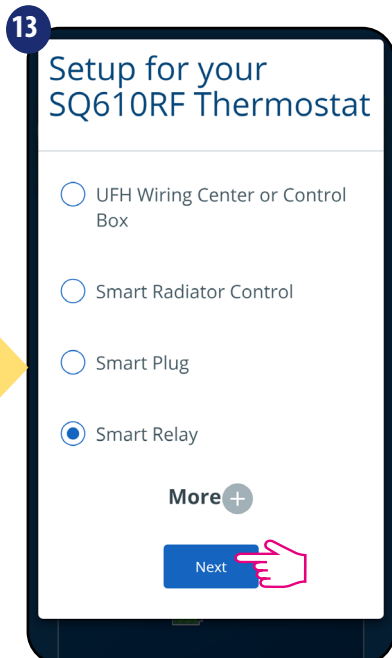 13
Setup for your
SQ610RF Thermostat
UFH Wiring Center or Control
Box
Smart Radiator Control
Smart Plug
Smart Relay
More +
Next